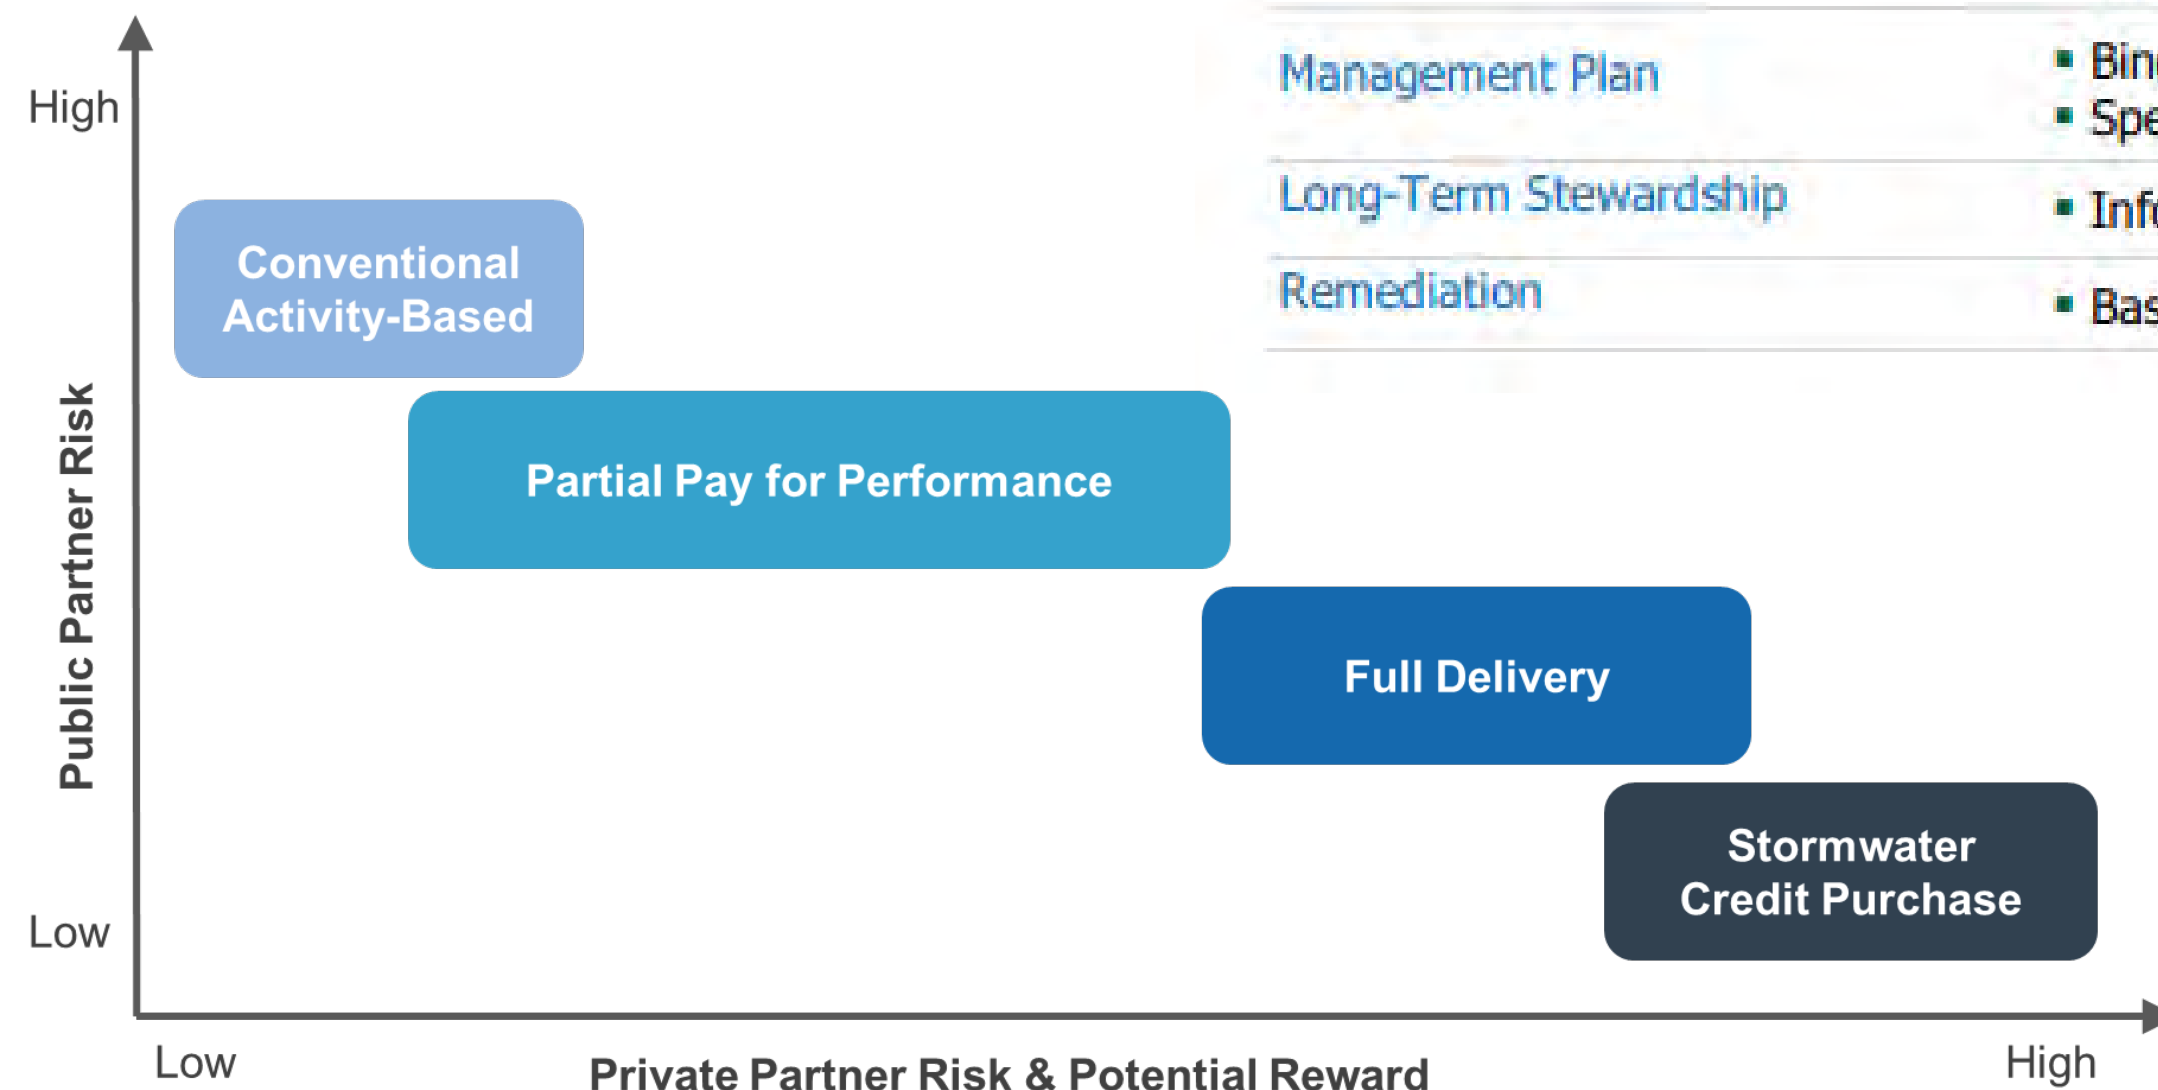 High
Management Plan
Long-Term Stewardship
Remediation
Conventional
Activity-Based
Partial Pay for Performance
Full Delivery
Stormwater
Credit Purchase
Public Partner Risk
Low
Low
Private Partner Risk & Potential Reward
High